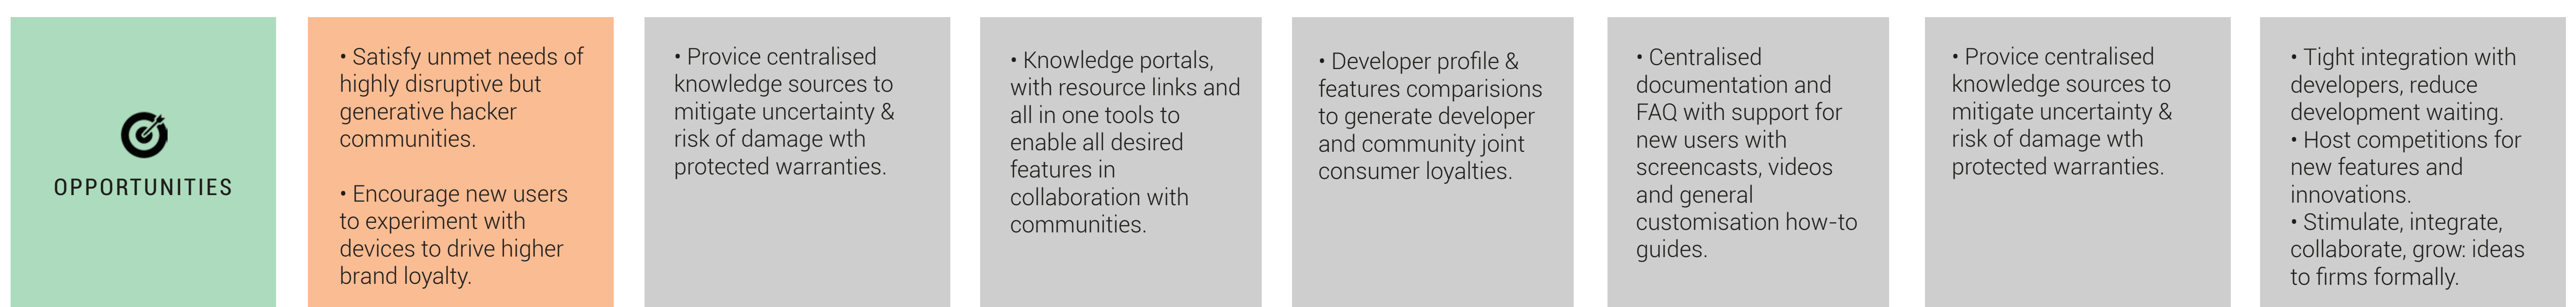 OPPORTUNITIES
• Satisfy unmet needs of
highly disruptive but
generative hacker
communities.
• Encourage new users
to experiment with
devices to drive higher
brand loyalty.
• Provice centralised
knowledge sources to
mitigate uncertainty &
risk of damage wth
protected warranties.
• Knowledge portals,
with resource links and
all in one tools to
enable all desired
features in
collaboration with
communities.
• Developer profile &
features comparisions
to generate developer
and community joint
consumer loyalties.
• Centralised
documentation and
FAQ with support for
new users with
screencasts, videos
and general
customisation how-to
guides.
• Provice centralised
knowledge sources to
mitigate uncertainty &
risk of damage wth
protected warranties.
• Tight integration with
developers, reduce
development waiting.
• Host competitions for
new features and
innovations.
• Stimulate, integrate,
collaborate, grow: ideas
to firms formally.